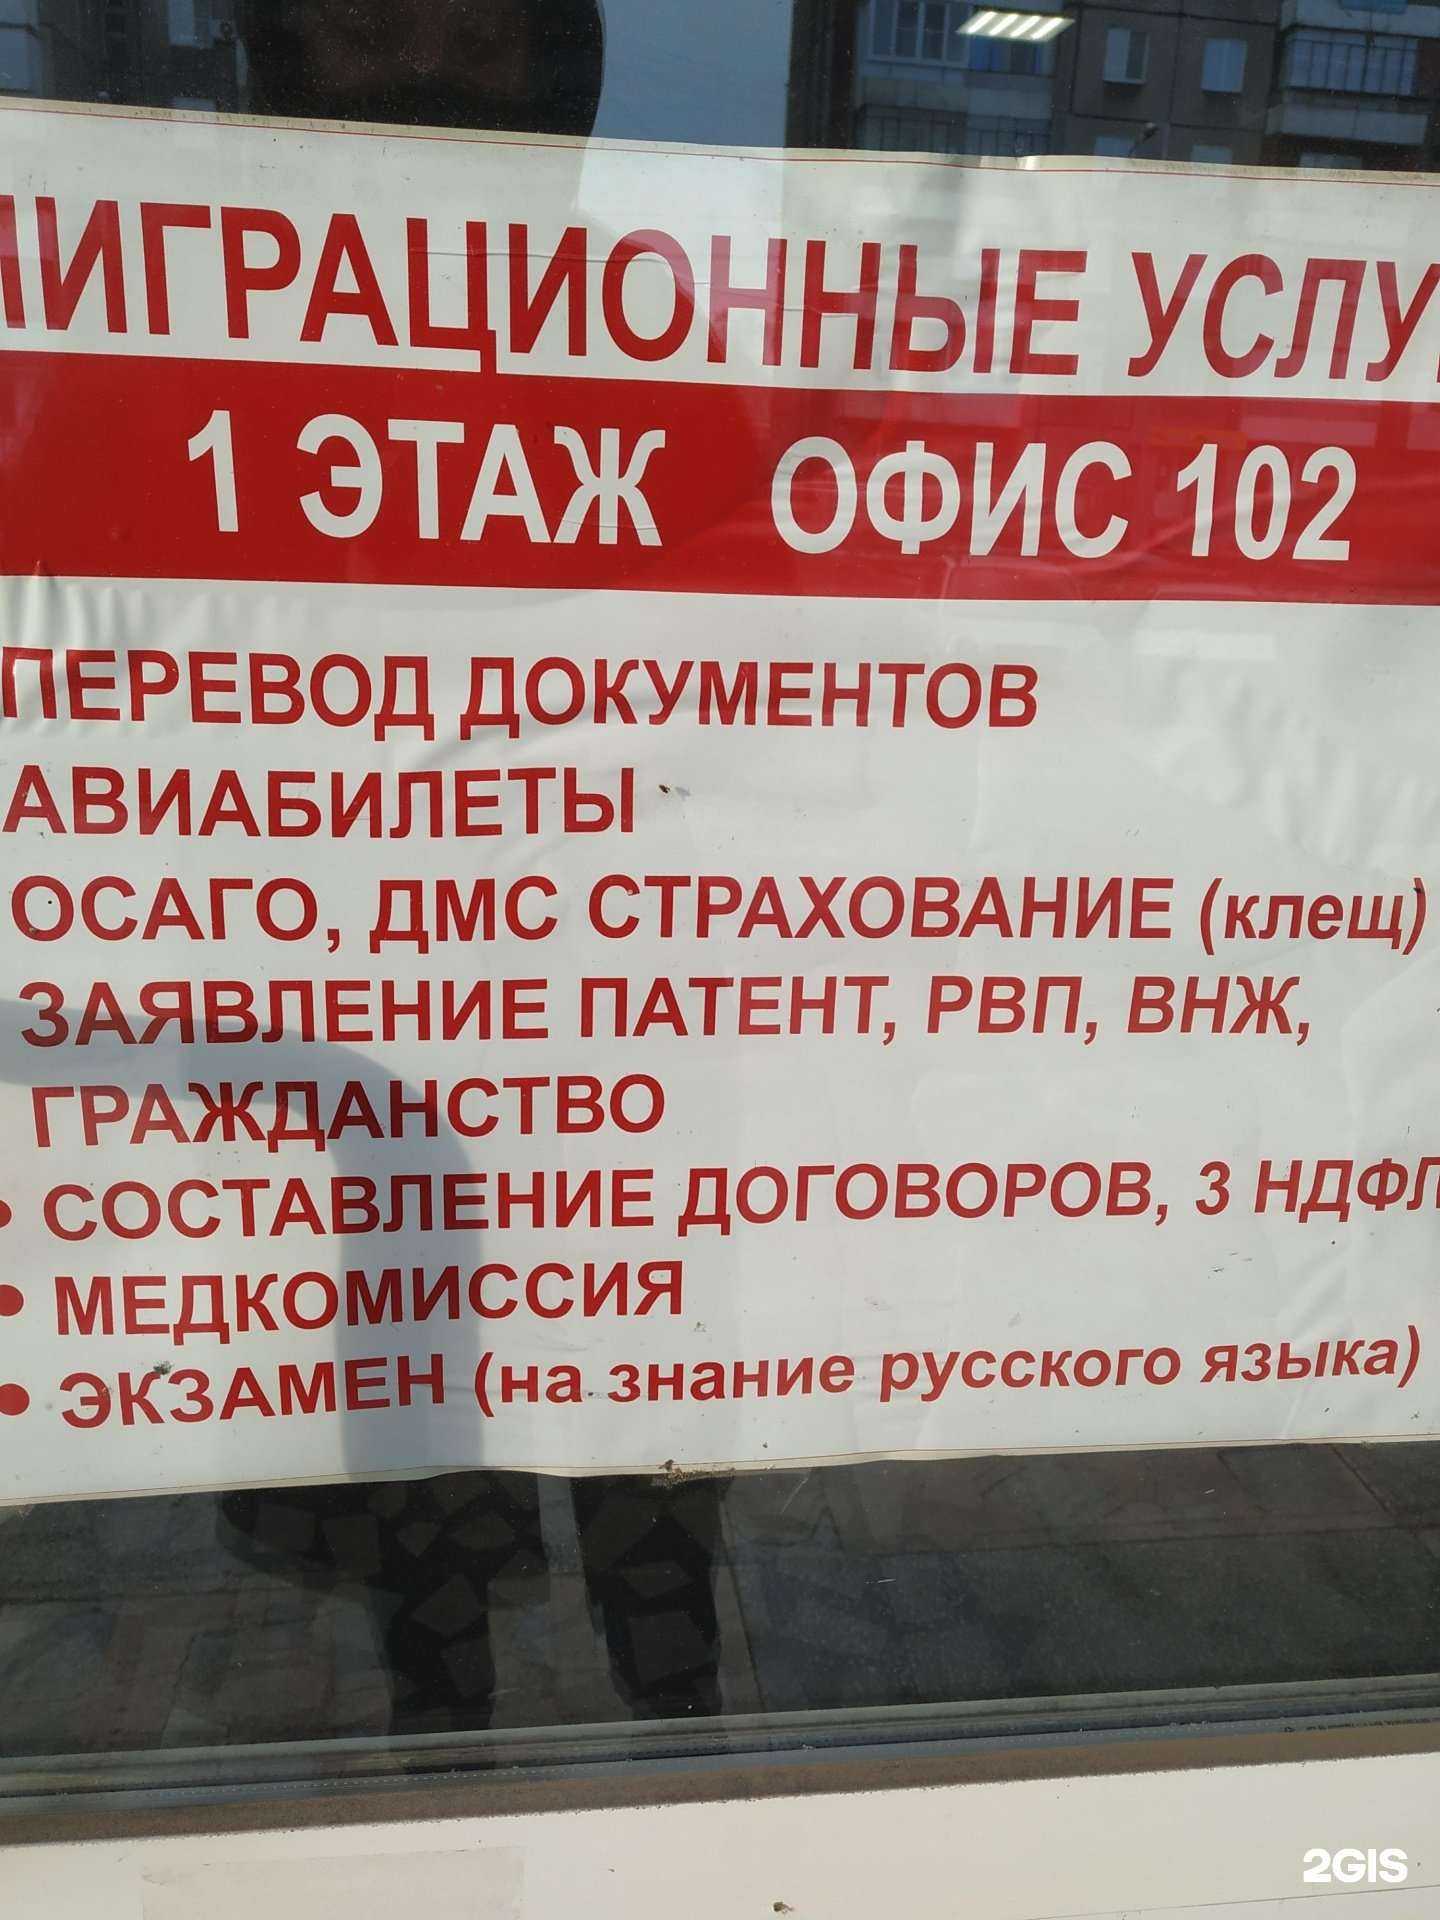 МИГРАЦИОННЫЕ УСЛУ
1 ЭТАЖ ОФИС 102
ПЕРЕВОД ДОКУМЕНТОВ
АВИАБИЛЕТЫ
ОСАГО, ДМС СТРАХОВАНИЕ (клещ)
ЗАЯВЛЕНИЕ ПАТЕНТ, РВП, ВНЖ,
ГРАЖДАНСТВО
• СОСТАВЛЕНИЕ ДОГОВОРОВ, 3 НДФЛ
• МЕДКОМИССИЯ
• ЭКЗАМЕН (на знание русского языка)
2GIS